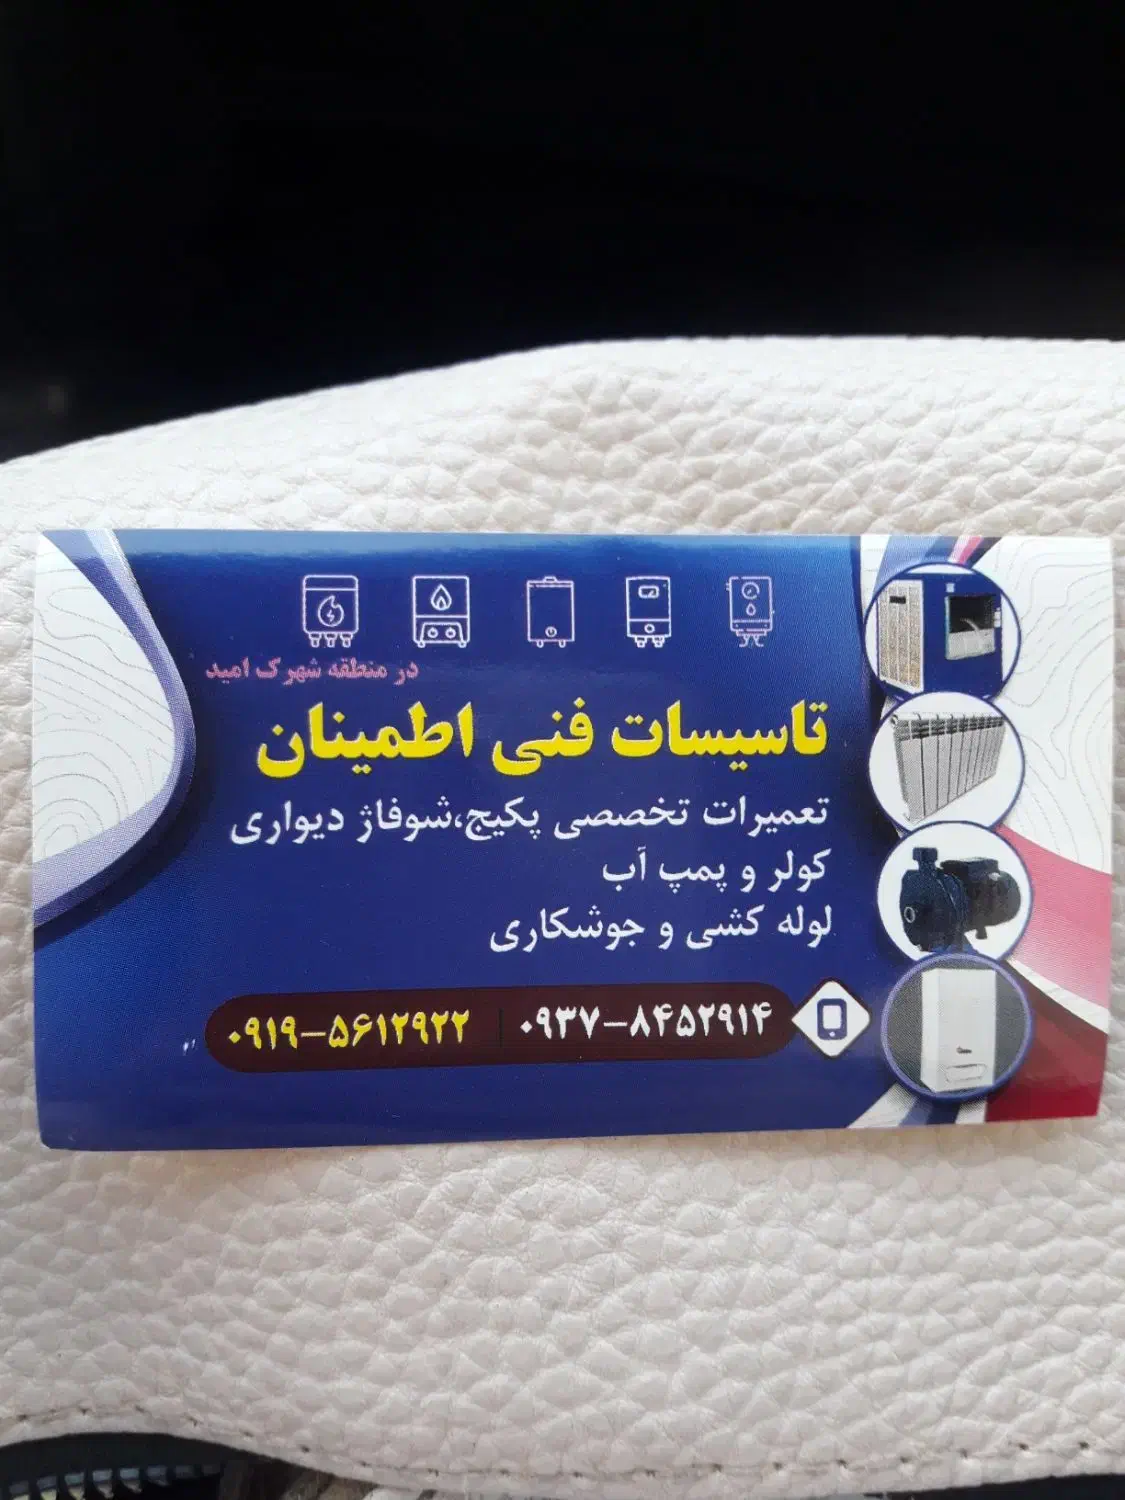 در منطقه شهرک امید
تاسیسات فنی اطمینان
تعمیرات تخصصی پکیج،شوفاژ دیواری
کولر و پمپ آب
لوله کشی و جوشکاری
۰۹۳۷-۸۴۵۲۹۱۴
۰۹۱۹-۵۶۱۲۹۲۲